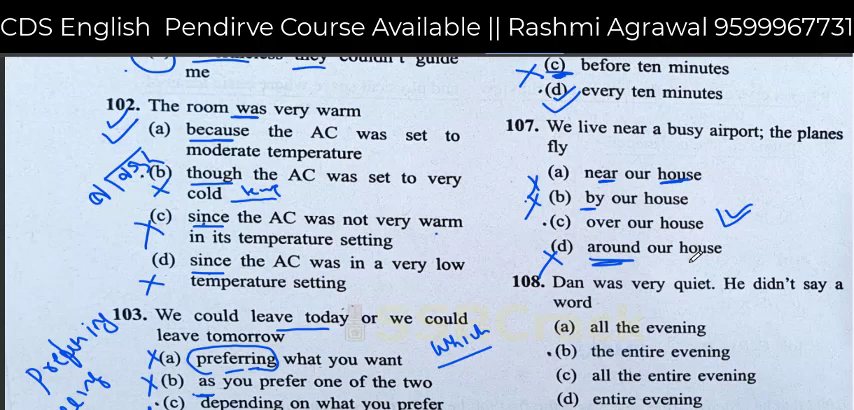 CDS English Pendirve Course Available || Rashmi Agrawal 9599967731
they couldn't guide
me
102. The room was very warm
(a) because the AC was set to
moderate temperature
(b) though the AC was set to very
cold
(c) since the AC was not very warm
in its temperature setting
(d) since the AC was in a very low
temperature setting
103. We could leave today or we could
leave tomorrow
which
preferring
(a) preferring what you want
(b) as you prefer one of the two
(c) depending on what you prefer
(c) before ten minutes
(d) every ten minutes
107. We live near a busy airport; the planes
fly
(a) near our house
(b) by our house
(c) over our house
(d) around our house
108. Dan was very quiet. He didn't say a
word
(a) all the evening
(b) the entire evening
(c) all the entire evening
(d) entire evening